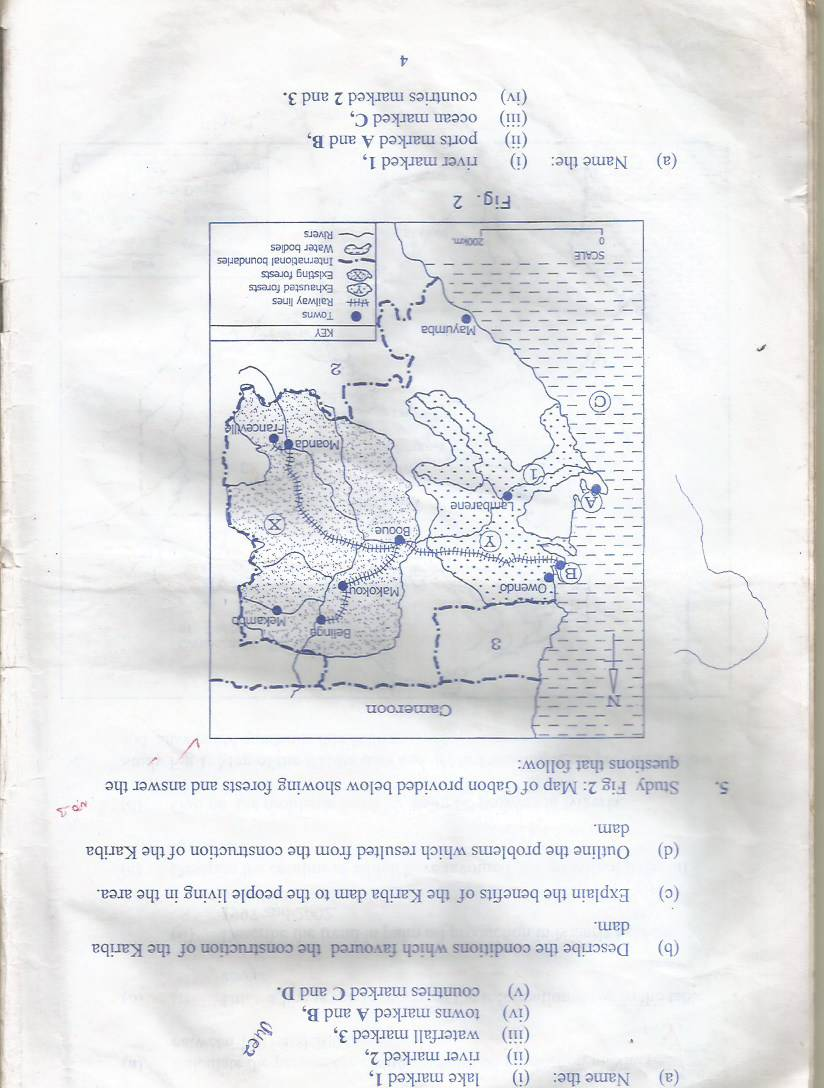 (a) Name the: (i) lake marked 1,
(ii) river marked 2,
(iii) waterfall marked 3,
(iv) towns marked A and B,
(v) countries marked C and D.
(b) Describe the conditions which favoured the construction of the Kariba
dam.
(c) Explain the benefits of the Kariba dam to the people living in the area.
(d) Outline the problems which resulted from the construction of the Kariba
dam.
5. Study Fig 2: Map of Gabon provided below showing forests and answer the
questions that follow:
Cameroon
N
3
Belinga
Mekambo
Owendo
Makokou
B
Booue
Y
X
A
Lambarene
1
Moanda
Franceville
C
2
Mayumba
KEY
Towns
Railway lines
Exhausted forests
Y
Existing forests
X
International boundaries
Water bodies
Rivers
SCALE
0 200km.
Fig. 2
(a) Name the: (i) river marked 1,
(ii) ports marked A and B,
(iii) ocean marked C,
(iv) countries marked 2 and 3.
4